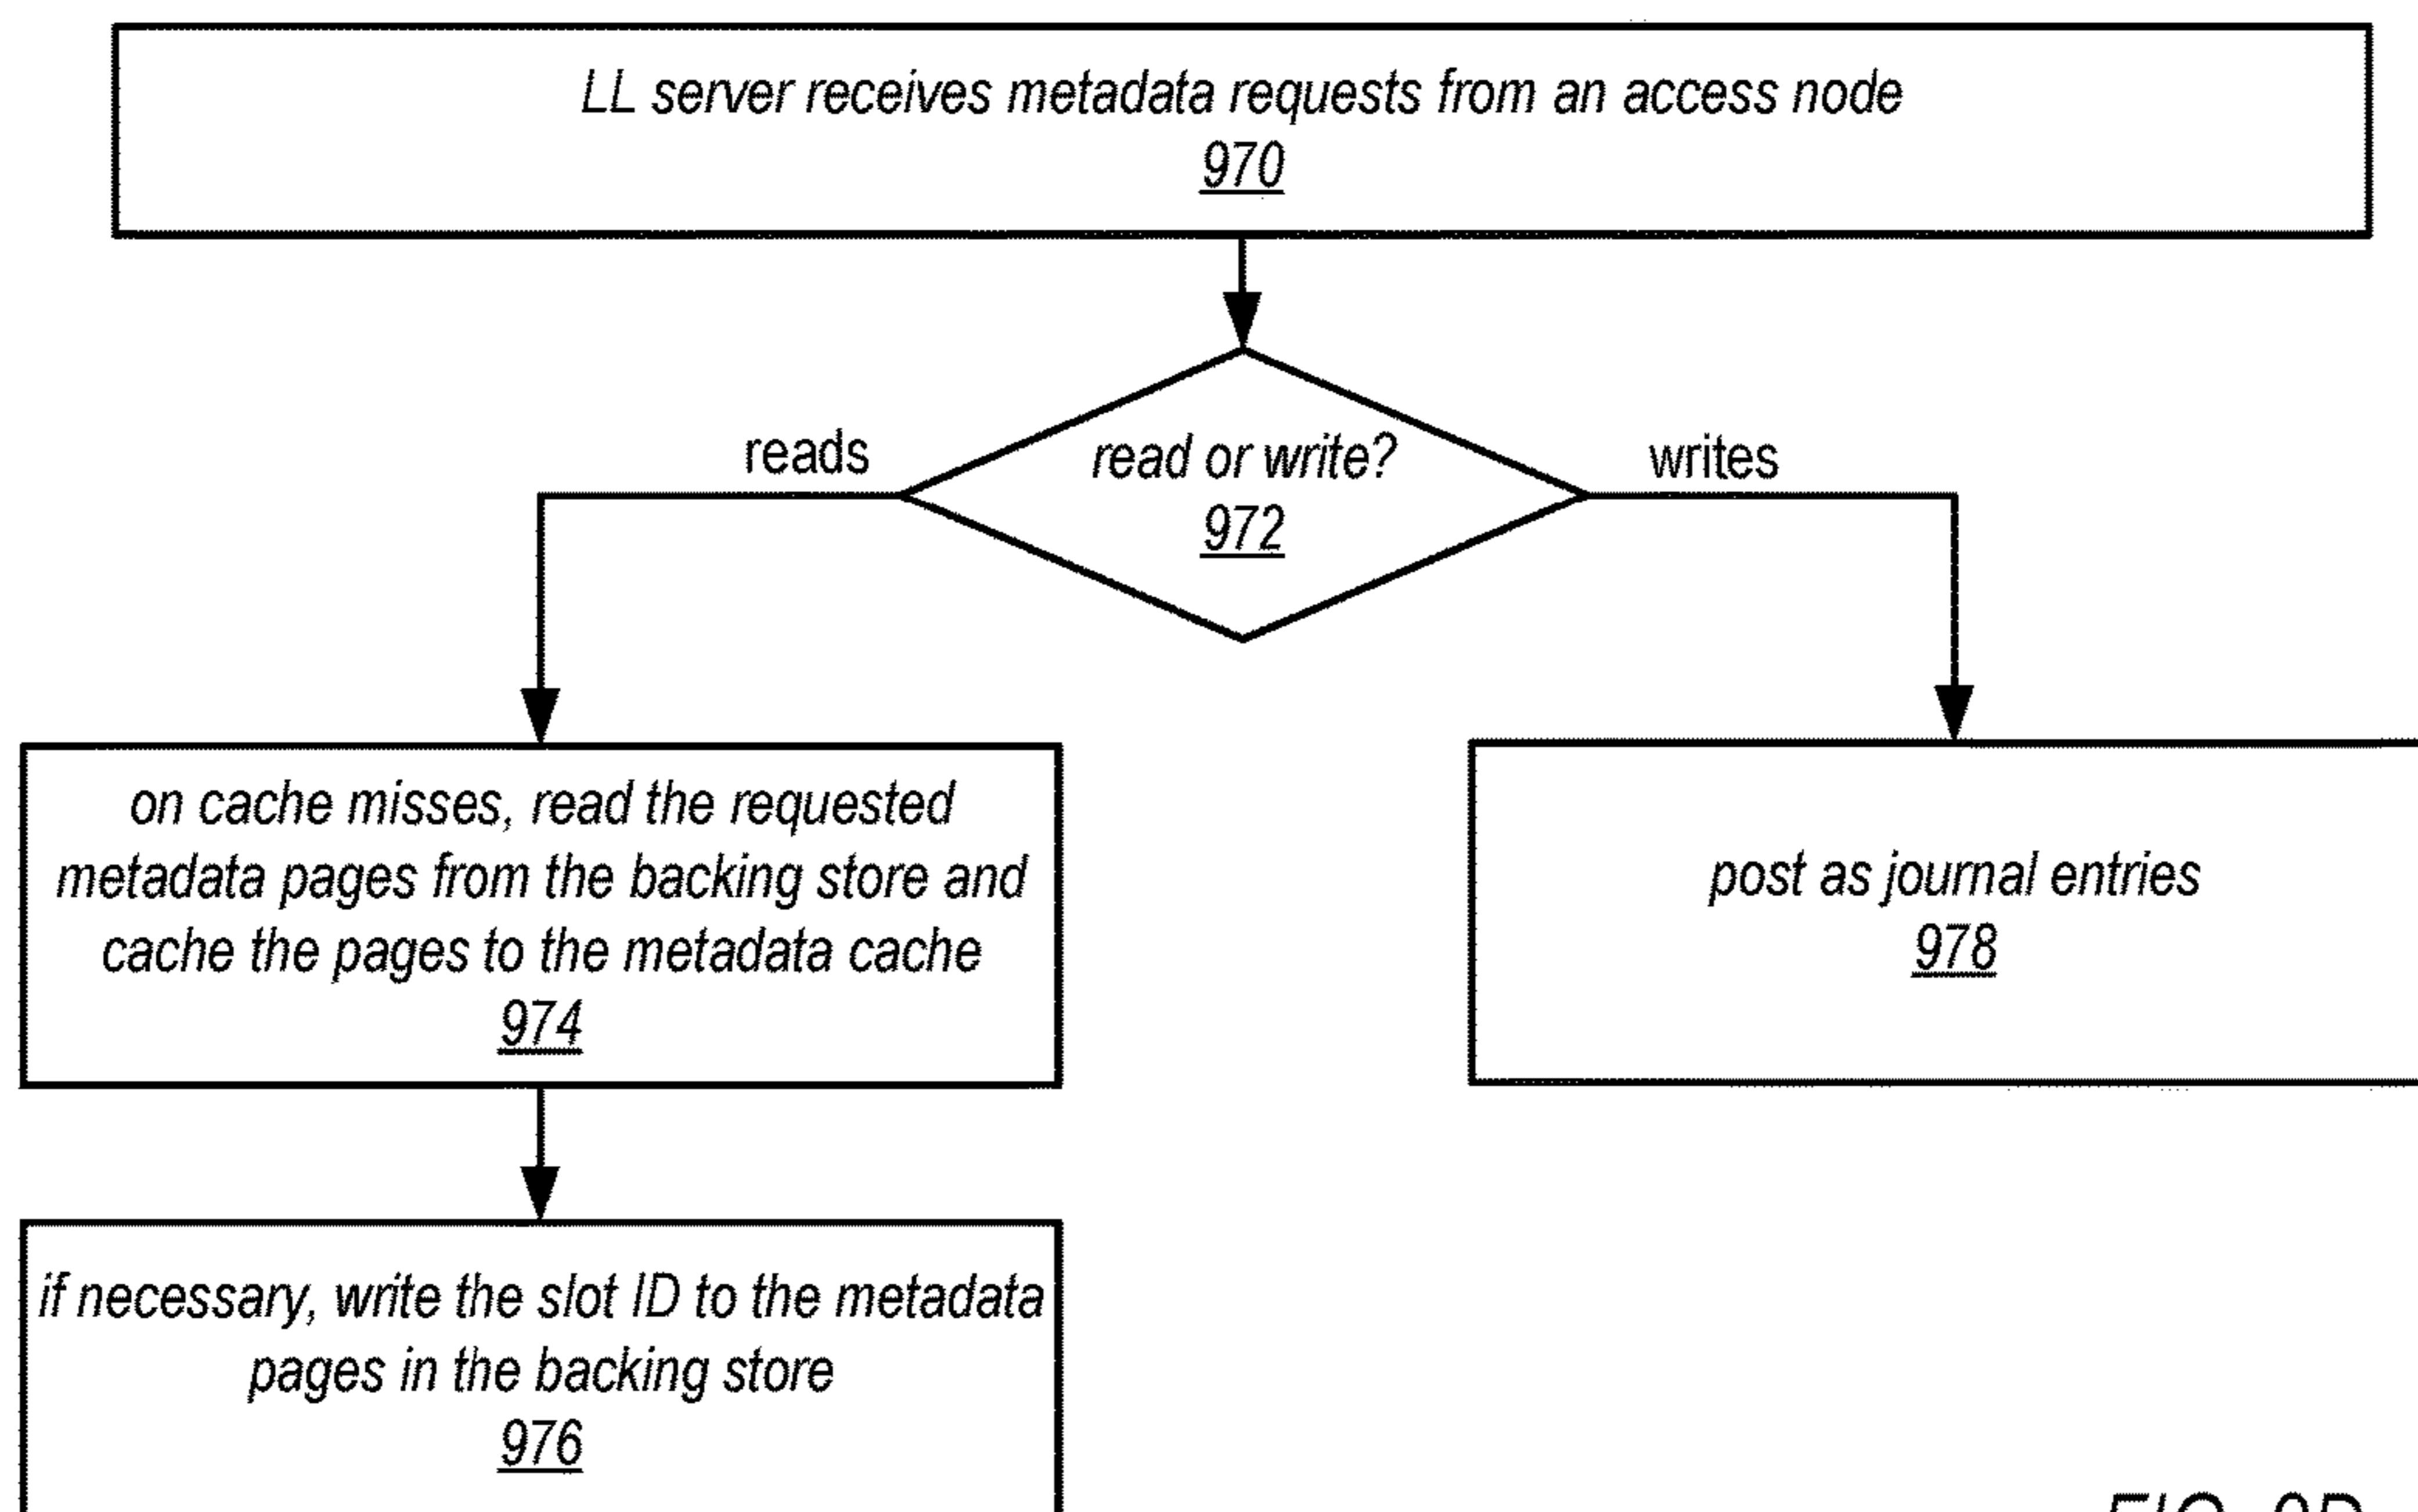 LL server receives metadata requests from an access node
970
reads
read or write?
writes
972
on cache misses, read the requested
metadata pages from the backing store and
cache the pages to the metadata cache
974
post as journal entries
978
if necessary, write the slot ID to the metadata
pages in the backing store
976